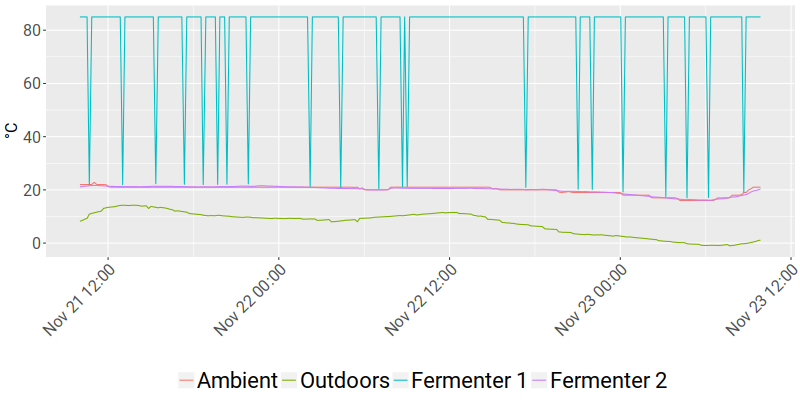 °C
80
60
40
20
0
Nov 21 12:00
Nov 22 00:00
Nov 22 12:00
Nov 23 00:00
Nov 23 12:00
Ambient Outdoors Fermenter 1 Fermenter 2